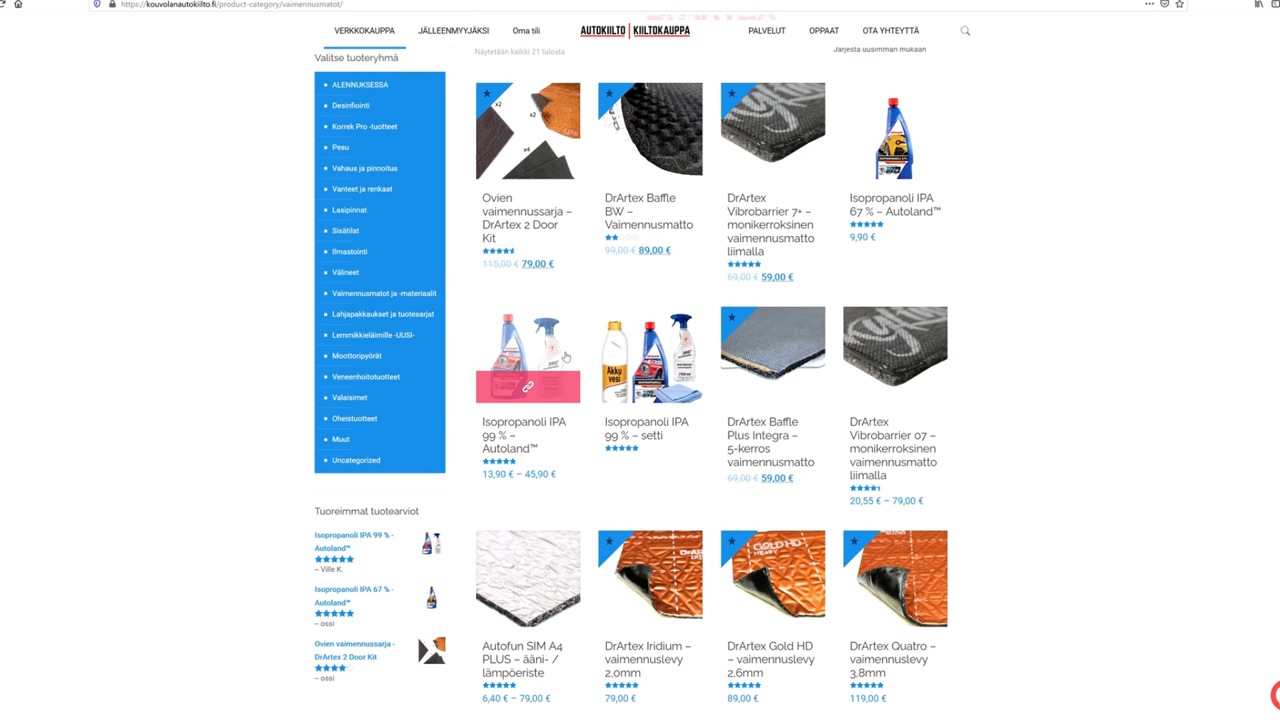 https://kouvolanautokiilto.fi/product-category/vaimennusmatot/
VERKKOKAUPPA
JÄLLEENMYYJÄKSI
Oma tili
AUTOKIILTO | KIILTOKAUPPA
PALVELUT
OPPAAT
OTA YHTEYTTÄ
Valitse tuoteryhmä
Näytetään kaikki 21 tulosta
Järjestä uusimman mukaan
ALENNUKSESSA
Desinfiointi
Korrek Pro -tuotteet
Pesu
Vahaus ja pinnoitus
Vanteet ja renkaat
Lasipinnat
Sisätilat
Ilmastointi
Välineet
Vaimennusmatot ja -materiaalit
Lahjapakkaukset ja tuotesarjat
Lemmikkieläimille -UUSI-
Moottoripyörät
Veneenhoitotuotteet
Valaisimet
Oheistuotteet
Muut
Uncategorized
Tuoreimmat tuotearviot
Isopropanoli IPA 99 % -
Autoland™
– Ville K.
Isopropanoli IPA 67 % -
Autoland™
– ossi
Ovien vaimennussarja -
DrArtex 2 Door Kit
– ossi
x2
x2
x4
Ovien
vaimennussarja –
DrArtex 2 Door
Kit
115,00 € 79,00 €
DrArtex Baffle
BW –
Vaimennusmatto
99,00 € 89,00 €
DrArtex
Vibrobarrier 7+ –
monikerroksinen
vaimennusmatto
liimalla
69,00 € 59,00 €
Isopropanoli IPA
67 % – Autoland™
9,90 €
Isopropanoli IPA
99 % –
Autoland™
13,90 € – 45,90 €
Akku
vesi
Isopropanoli IPA
99 % – setti
DrArtex Baffle
Plus Integra –
5-kerros
vaimennusmatto
69,00 € 59,00 €
DrArtex
Vibrobarrier 07 –
monikerroksinen
vaimennusmatto
liimalla
20,55 € – 79,00 €
Autofun SIM A4
PLUS – ääni- /
lämpöeriste
6,40 € – 79,00 €
DrArtex Iridium –
vaimennuslevy
2,0mm
79,00 €
GOLD HD
HEAVY
DrArtex Gold HD
– vaimennuslevy
2,6mm
89,00 €
DrArtex Quatro –
vaimennuslevy
3,8mm
119,00 €